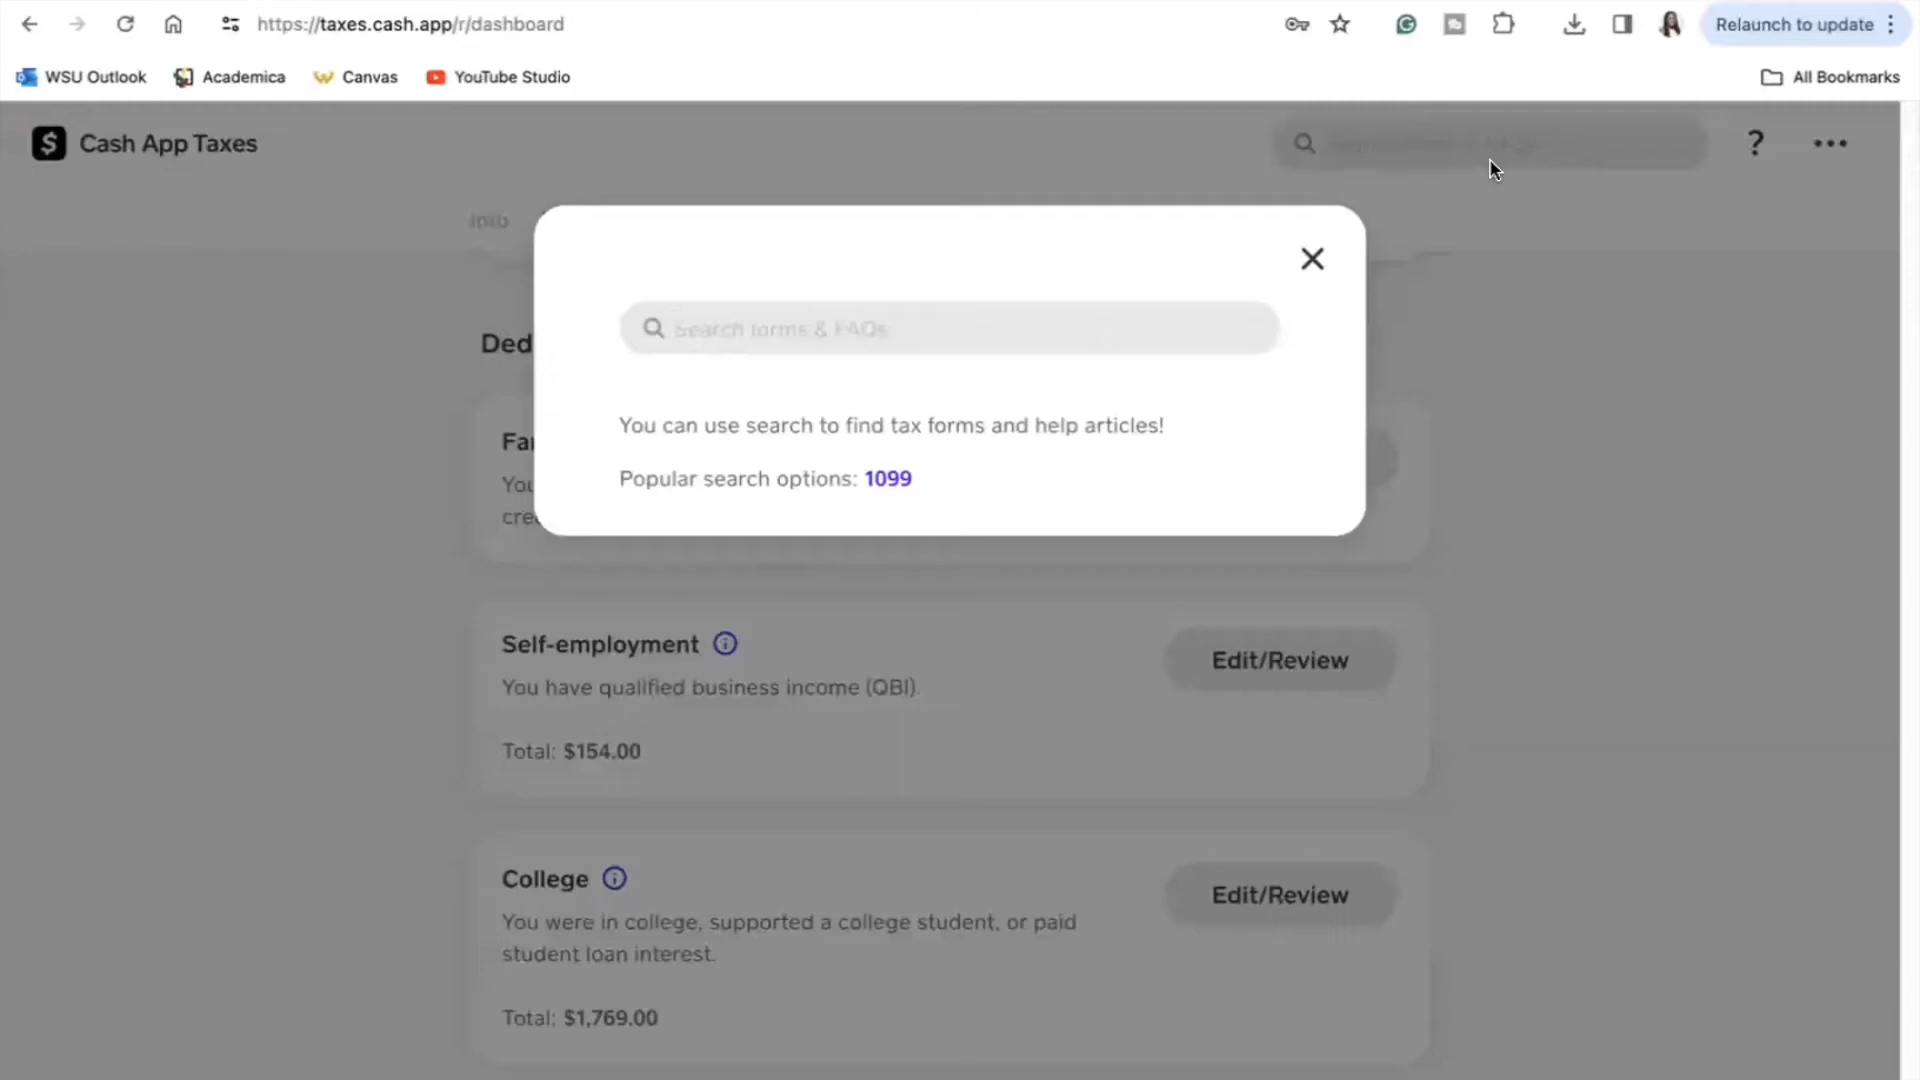 https://taxes.cash.app/r/dashboard
Relaunch to update
WSU Outlook
Academica
Canvas
YouTube Studio
All Bookmarks
Cash App Taxes
?
Info
Search forms & FAQs
Ded
You can use search to find tax forms and help articles!
Popular search options: 1099
Self-employment
Edit/Review
You have qualified business income (QBI).
Total: $154.00
College
Edit/Review
You were in college, supported a college student, or paid
student loan interest.
Total: $1,769.00